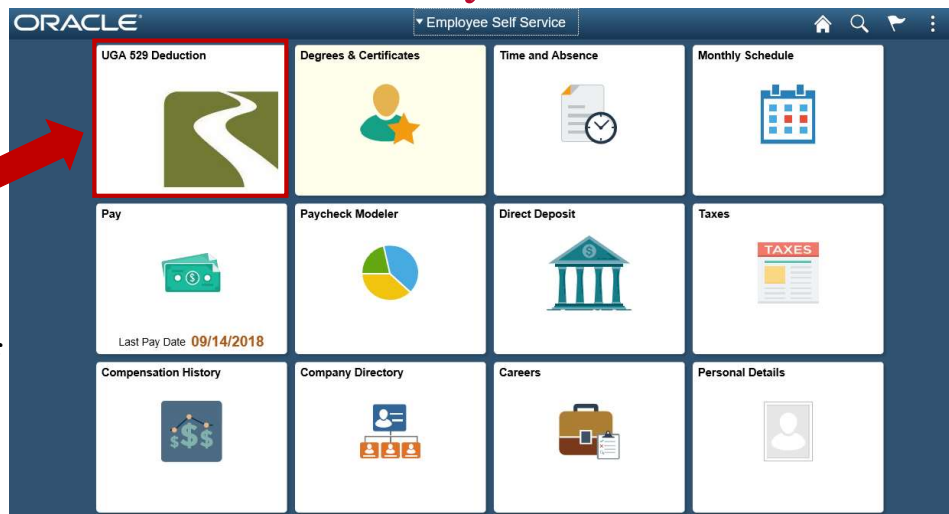 ORACLE
Employee Self Service
UGA 529 Deduction
Degrees & Certificates
Time and Absence
Monthly Schedule
Pay
Paycheck Modeler
Direct Deposit
Taxes
TAXES
Last Pay Date 09/14/2018
Compensation History
Company Directory
Careers
Personal Details